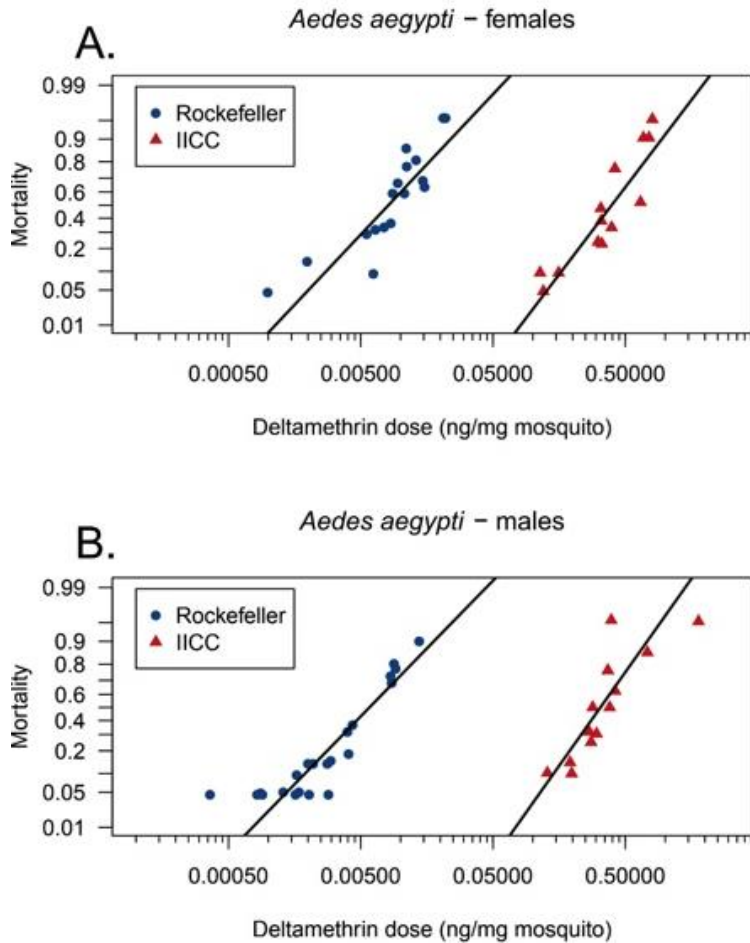 Aedes aegypti − females
A.
0.99
Rockefeller
IICC
0.9
0.8
0.6
0.4
0.2
0.05
0.01
Mortality
0.00050 0.00500 0.05000 0.50000
Deltamethrin dose (ng/mg mosquito)
Aedes aegypti − males
B.
0.99
Rockefeller
IICC
0.9
0.8
0.6
0.4
0.2
0.05
0.01
Mortality
0.00050 0.00500 0.05000 0.50000
Deltamethrin dose (ng/mg mosquito)